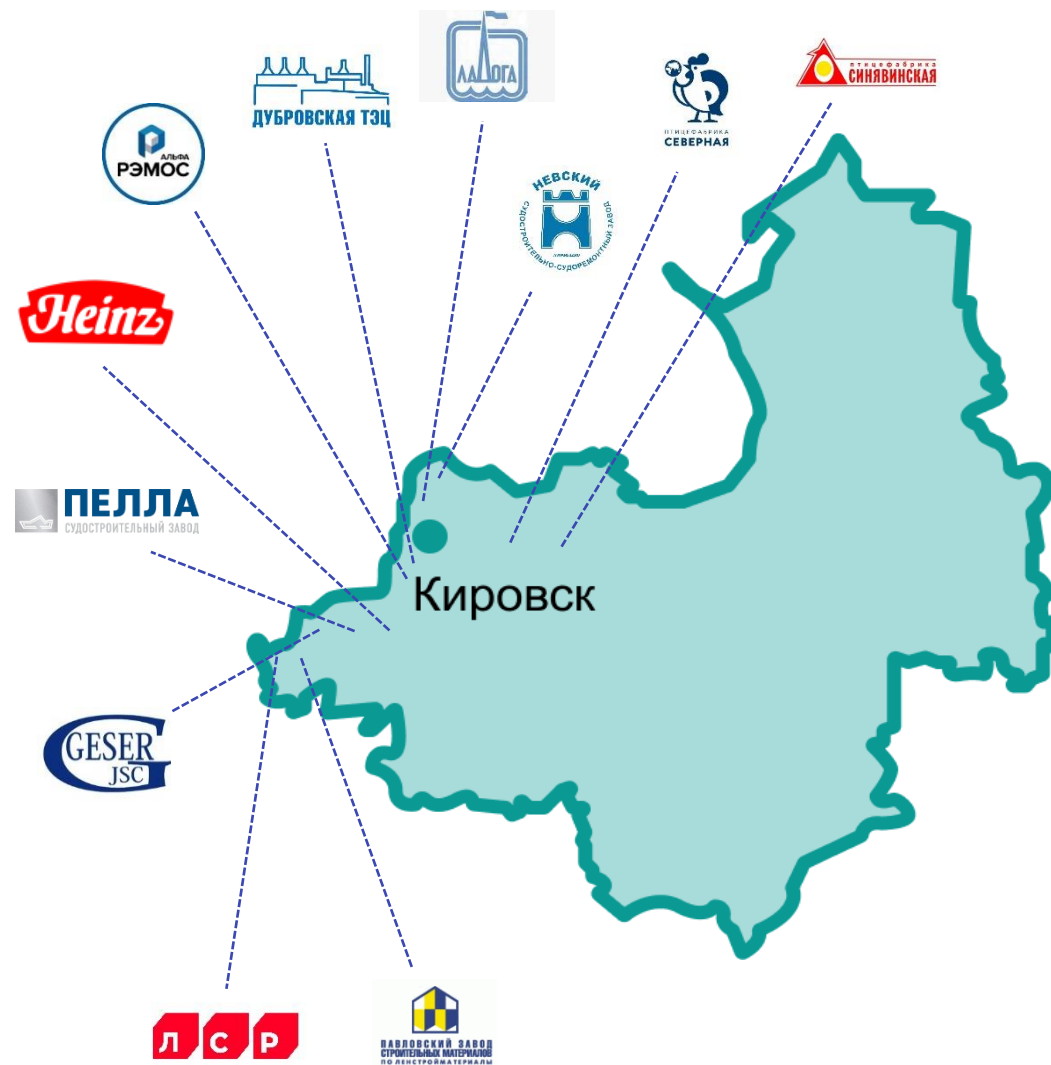 ЛАДОГА
ПТИЦЕФАБРИКА
СИНЯВИНСКАЯ
ДУБРОВСКАЯ ТЭЦ
ПТИЦЕФАБРИКА
СЕВЕРНАЯ
АЛЬФА
РЭМОС
НЕВСКИЙ
СУДОСТРОИТЕЛЬНО-СУДОРЕМОНТНЫЙ ЗАВОД
Heinz
ПЕЛЛА
СУДОСТРОИТЕЛЬНЫЙ ЗАВОД
Кировск
GESER
JSC
ЛСР
ПАВЛОВСКИЙ ЗАВОД
СТРОИТЕЛЬНЫХ МАТЕРИАЛОВ
ПО ЛЕНСТРОЙМАТЕРИАЛЫ